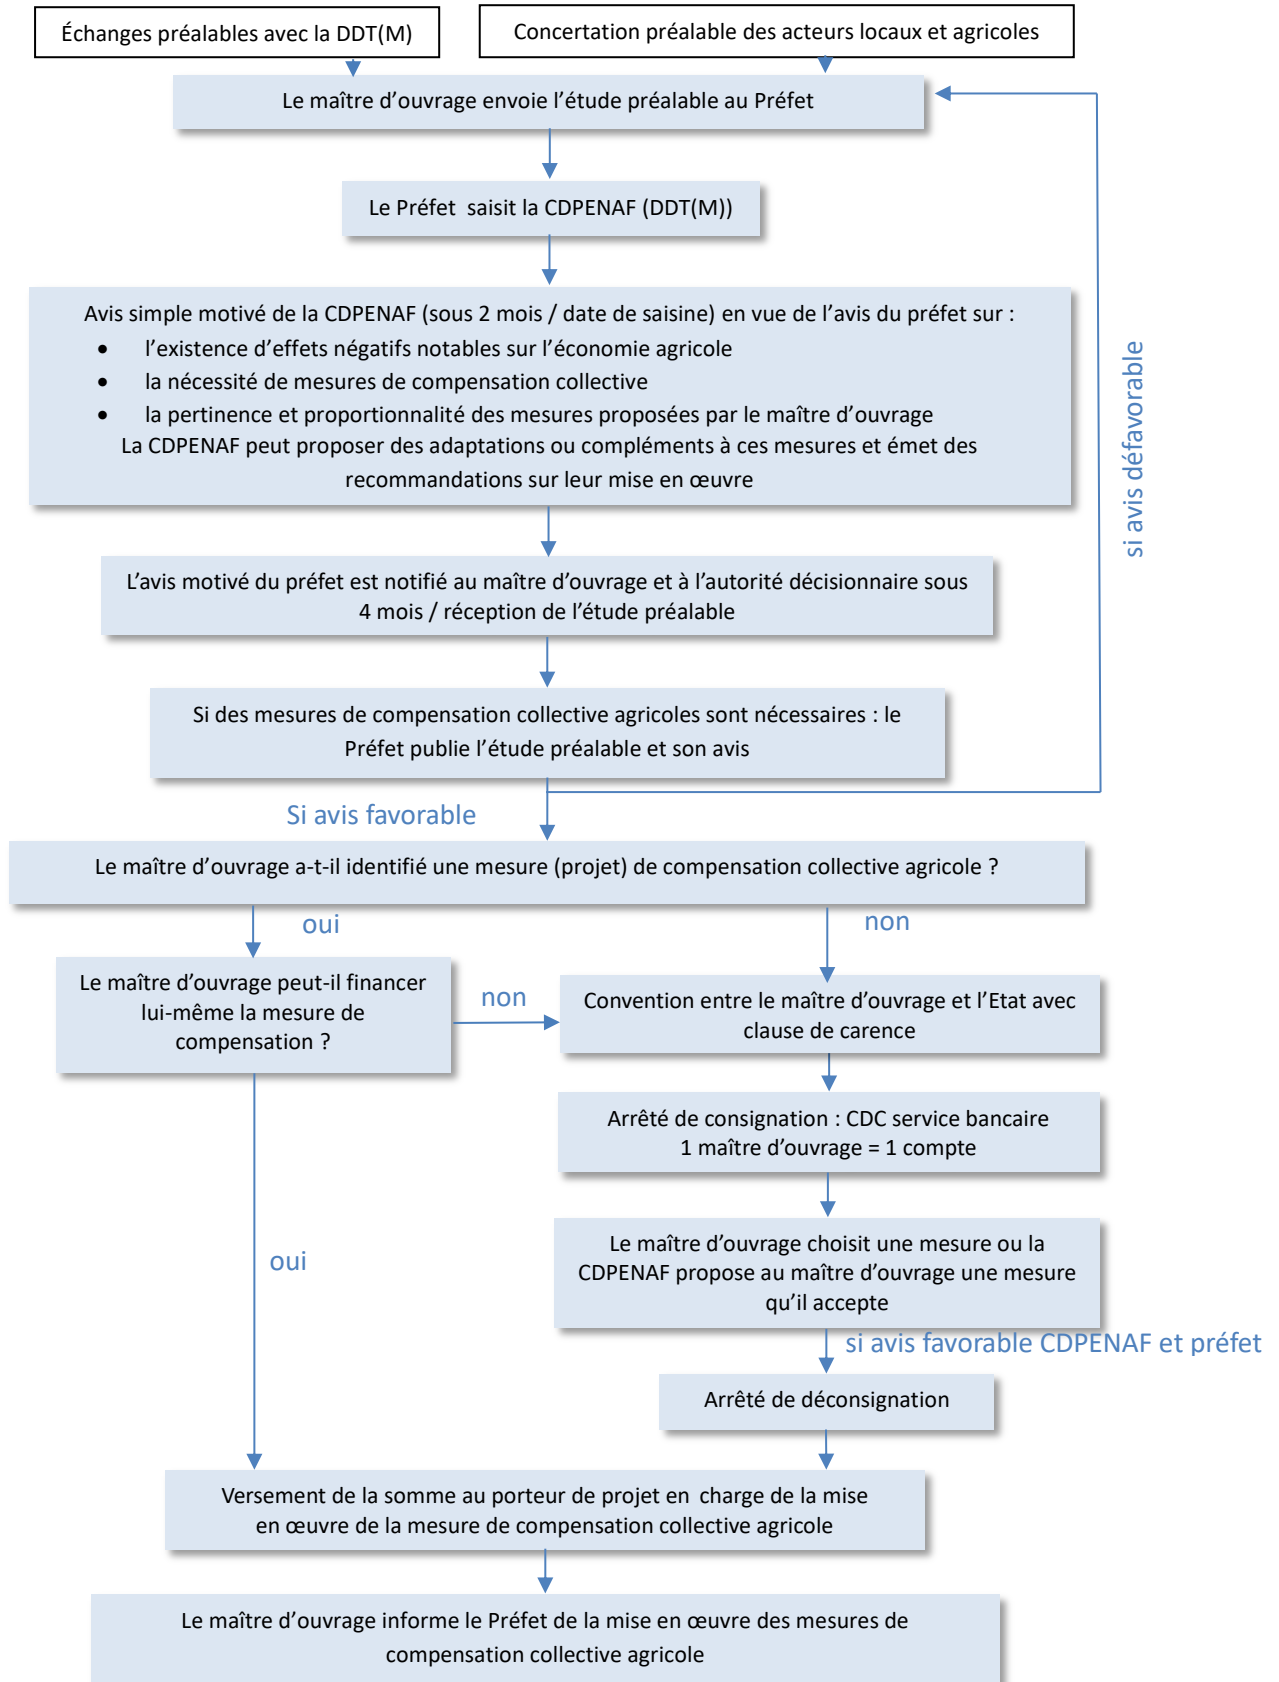 Échanges préalables avec la DDT(M)
Concertation préalable des acteurs locaux et agricoles
Le maître d'ouvrage envoie l'étude préalable au Préfet
Le Préfet saisit la CDPENAF (DDT(M))
Avis simple motivé de la CDPENAF (sous 2 mois / date de saisine) en vue de l'avis du préfet sur :
• l'existence d'effets négatifs notables sur l'économie agricole
• la nécessité de mesures de compensation collective
• la pertinence et proportionnalité des mesures proposées par le maître d'ouvrage
La CDPENAF peut proposer des adaptations ou compléments à ces mesures et émet des
recommandations sur leur mise en œuvre
si avis défavorable
L'avis motivé du préfet est notifié au maître d'ouvrage et à l'autorité décisionnaire sous
4 mois / réception de l'étude préalable
Si des mesures de compensation collective agricoles sont nécessaires : le
Préfet publie l'étude préalable et son avis
Si avis favorable
Le maître d'ouvrage a-t-il identifié une mesure (projet) de compensation collective agricole ?
oui
non
Le maître d'ouvrage peut-il financer
lui-même la mesure de
compensation ?
non
Convention entre le maître d'ouvrage et l'Etat avec
clause de carence
Arrêté de consignation : CDC service bancaire
1 maître d'ouvrage = 1 compte
oui
Le maître d'ouvrage choisit une mesure ou la
CDPENAF propose au maître d'ouvrage une mesure
qu'il accepte
si avis favorable CDPENAF et préfet
Arrêté de déconsignation
Versement de la somme au porteur de projet en charge de la mise
en œuvre de la mesure de compensation collective agricole
Le maître d'ouvrage informe le Préfet de la mise en œuvre des mesures de
compensation collective agricole